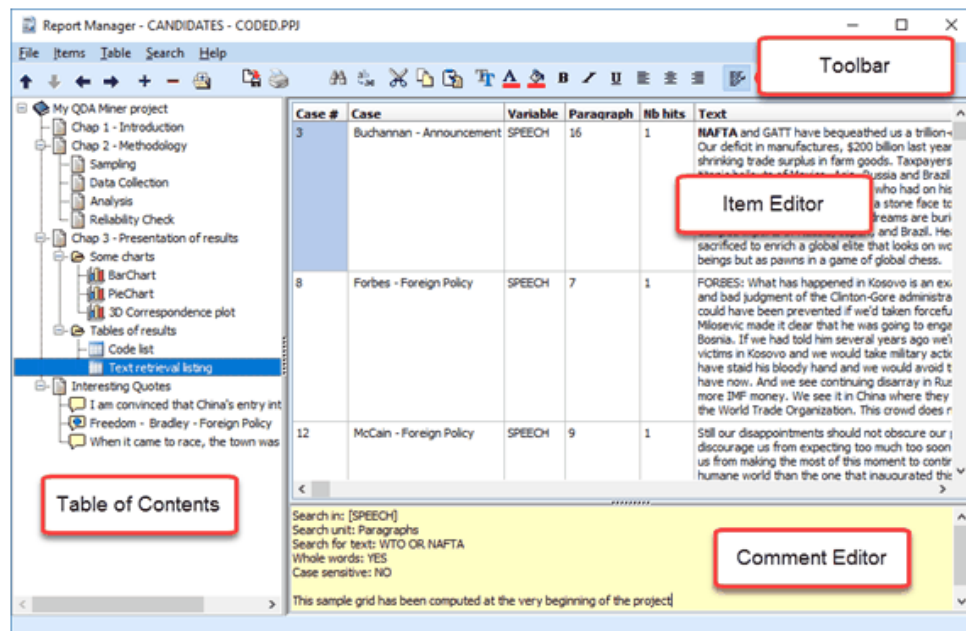 Report Manager - CANDIDATES - CODED.PPJ
File Items Table Search Help
Toolbar
My QDA Miner project
Chap 1 - Introduction
Chap 2 - Methodology
Sampling
Data Collection
Analysis
Reliability Check
Chap 3 - Presentation of results
Some charts
BarChart
PieChart
3D Correspondence plot
Tables of results
Code list
Text retrieval listing
Interesting Quotes
I am convinced that China's entry int
Freedom - Bradley - Foreign Policy
When it came to race, the town was
Table of Contents
Case # Case Variable Paragraph Nb hits Text
3 Buchannan - Announcement SPEECH 16 1 NAFTA and GATT have bequeathed us a trillion-
Our deficit in manufactures, $200 billion last year
shrinking trade surplus in farm goods. Taxpayers
Russia and Brazil
who had on his
a stone face to
dreams are buri
and Brazil. He
sacrificed to enrich a global elite that looks on wo
beings but as pawns in a game of global chess.
Item Editor
8 Forbes - Foreign Policy SPEECH 7 1 FORBES: What has happened in Kosovo is an ex
and bad judgment of the Clinton-Gore administra
could have been prevented if we'd taken forcefu
Milosevic made it clear that he was going to enga
Bosnia. If we had told him several years ago we'
victims in Kosovo and we would take military actio
have staid his bloody hand and we would avoid t
have now. And we see continuing disarray in Rus
more IMF money. We see it in China where they
the World Trade Organization. This crowd does n
12 McCain - Foreign Policy SPEECH 9 1 Still our disappointments should not obscure our
discourage us from expecting too much too soon
us from making the most of this moment to contin
humane world than the one that inaugurated this
Search in: [SPEECH]
Search unit: Paragraphs
Search for text: WTO OR NAFTA
Whole words: YES
Case sensitive: NO
This sample grid has been computed at the very beginning of the project
Comment Editor